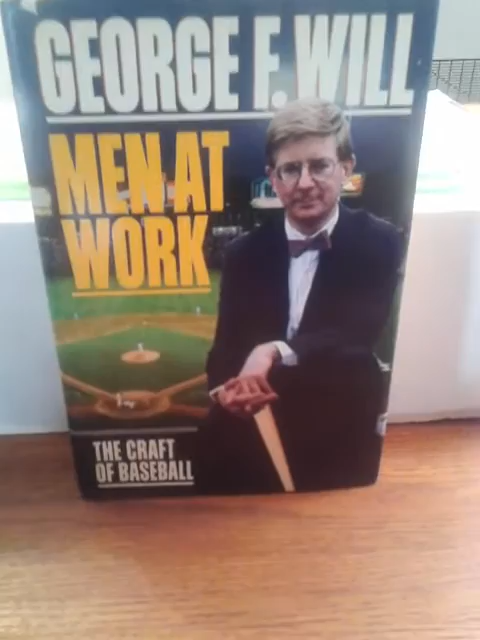 GEORGE F. WILL
MEN AT
WORK
THE CRAFT
OF BASEBALL